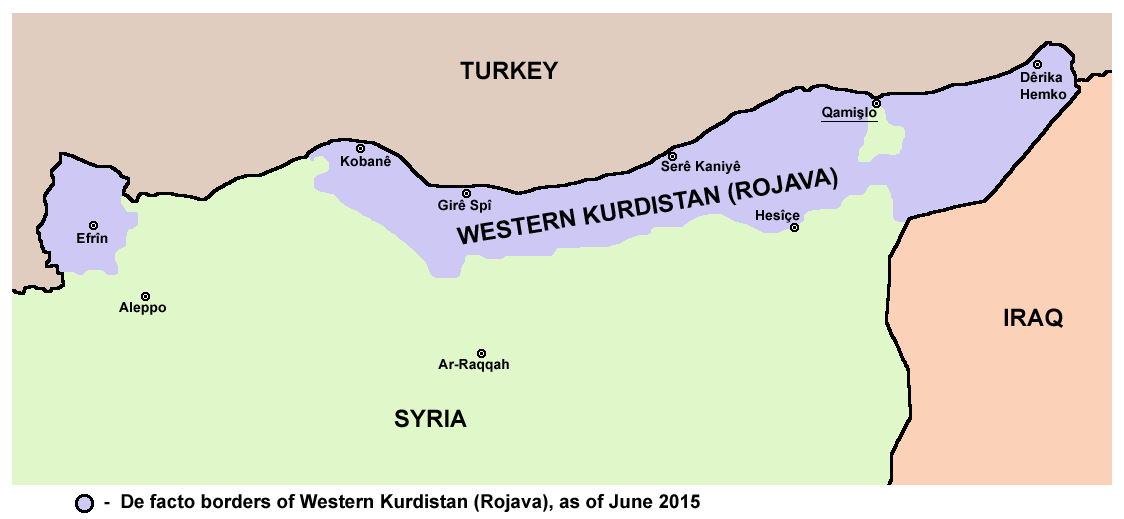 TURKEY
Dêrika
Hemko
Qamişlo
Kobanê
Serê Kaniyê
Girê Spî
WESTERN KURDISTAN (ROJAVA)
Hesîçe
Efrîn
Aleppo
IRAQ
Ar-Raqqah
SYRIA
- De facto borders of Western Kurdistan (Rojava), as of June 2015